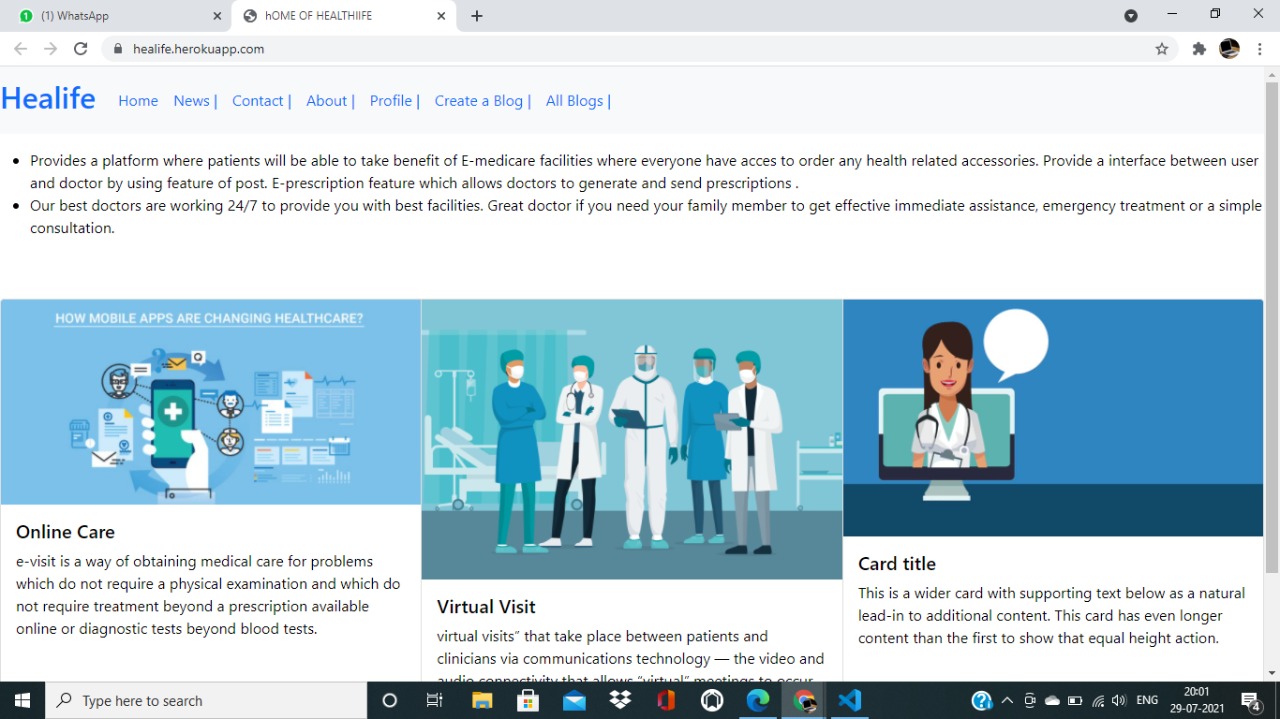 (1) WhatsApp
hOME OF HEALTHIIFE
healife.herokuapp.com
Healife Home News | Contact | About | Profile | Create a Blog | All Blogs |
Provides a platform where patients will be able to take benefit of E-medicare facilities where everyone have acces to order any health related accessories. Provide a interface between user
and doctor by using feature of post. E-prescription feature which allows doctors to generate and send prescriptions .
Our best doctors are working 24/7 to provide you with best facilities. Great doctor if you need your family member to get effective immediate assistance, emergency treatment or a simple
consultation.
HOW MOBILE APPS ARE CHANGING HEALTHCARE?
Online Care
e-visit is a way of obtaining medical care for problems
which do not require a physical examination and which do
not require treatment beyond a prescription available
online or diagnostic tests beyond blood tests.
Virtual Visit
virtual visits” that take place between patients and
clinicians via communications technology — the video and
audio connectivity that allows “virtual” meetings to occur
Card title
This is a wider card with supporting text below as a natural
lead-in to additional content. This card has even longer
content than the first to show that equal height action.
Type here to search
ENG
20:01
29-07-2021
4